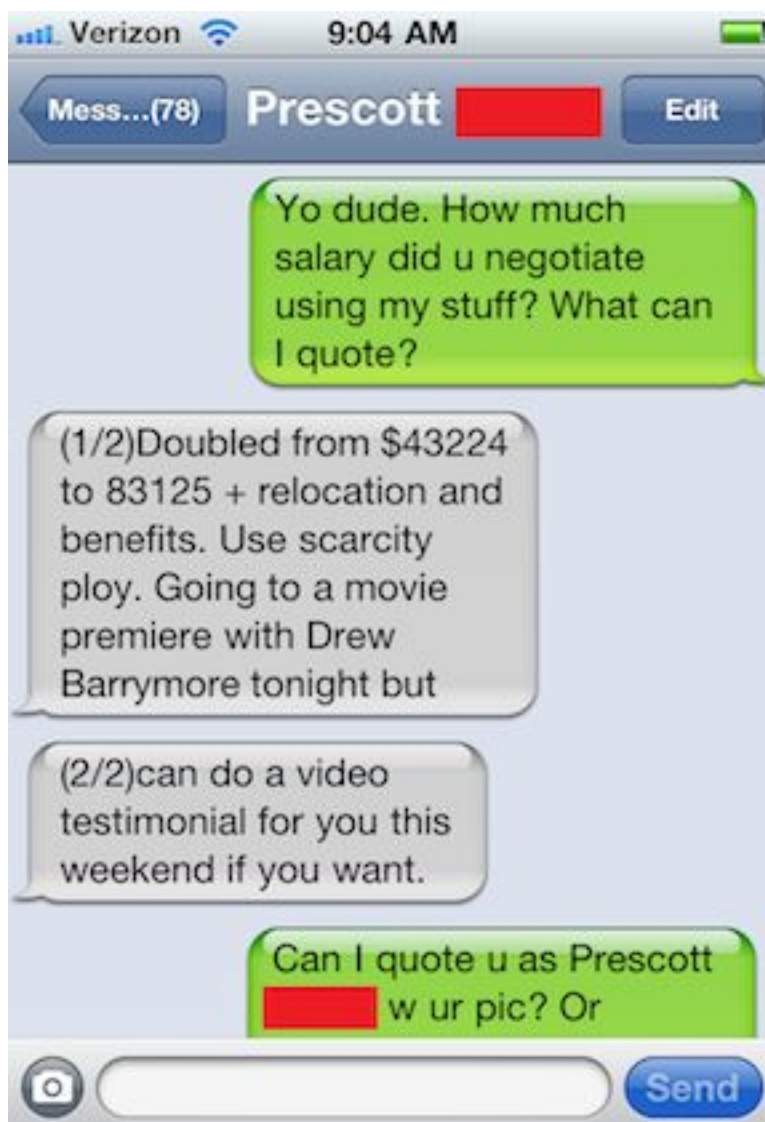 Verizon 9:04 AM
Mess...(78) Prescott Edit
Yo dude. How much
salary did u negotiate
using my stuff? What can
I quote?
(1/2)Doubled from $43224
to 83125 + relocation and
benefits. Use scarcity
ploy. Going to a movie
premiere with Drew
Barrymore tonight but
(2/2)can do a video
testimonial for you this
weekend if you want.
Can I quote u as Prescott
w ur pic? Or
Send